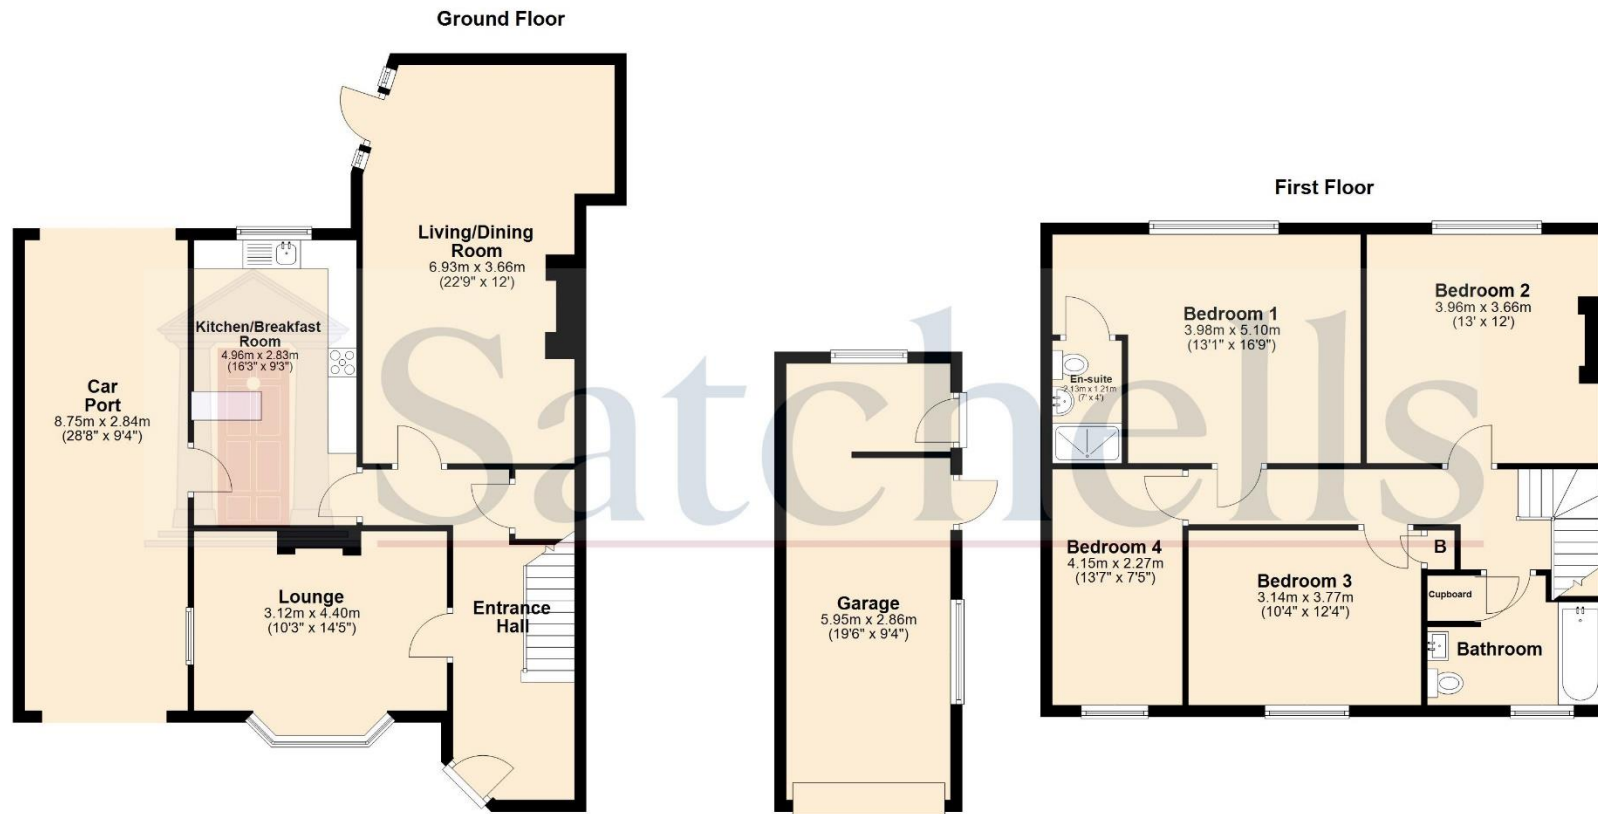 Ground Floor
Living/Dining
Room
6.93m x 3.66m
(22'9" x 12')
Kitchen/Breakfast
Room
4.96m x 2.83m
(16'3" x 9'3")
Car
Port
8.75m x 2.84m
(28'8" x 9'4")
Lounge
3.12m x 4.40m
(10'3" x 14'5")
Entrance
Hall
Garage
5.95m x 2.86m
(19'6" x 9'4")
First Floor
Bedroom 1
3.98m x 5.10m
(13'1" x 16'9")
Bedroom 2
3.96m x 3.66m
(13' x 12')
En-suite
2.13m x 1.21m
(7' x 4')
Bedroom 4
4.15m x 2.27m
(13'7" x 7'5")
Bedroom 3
3.14m x 3.77m
(10'4" x 12'4")
B
Cupboard
Bathroom
Satchells